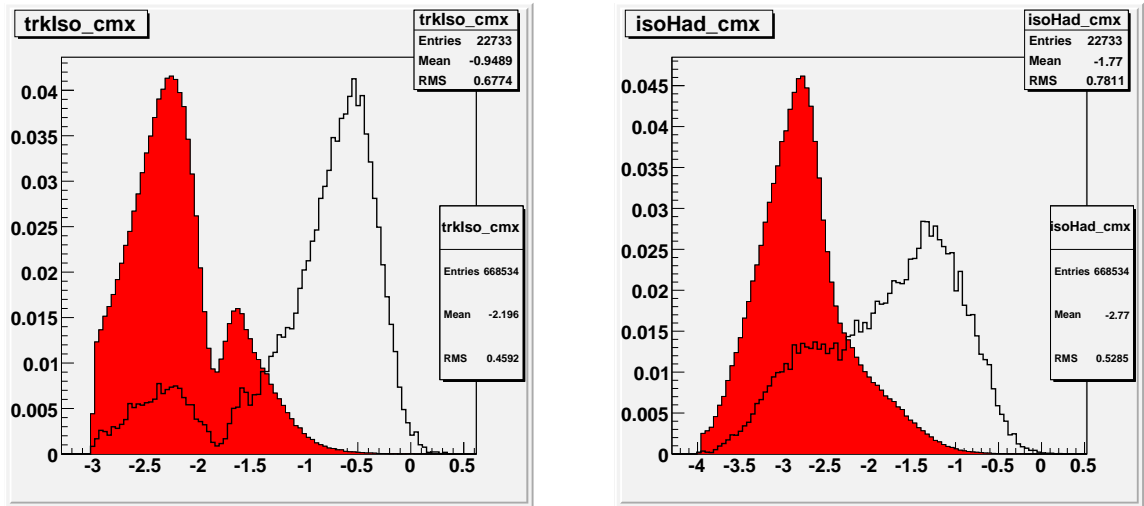 trkIso_cmx
trkIso_cmx
Entries 22733
Mean -0.9489
RMS 0.6774
0.04
0.035
0.03
0.025
0.02
0.015
0.01
0.005
0
-3 -2.5 -2 -1.5 -1 -0.5 0 0.5
trkIso_cmx
Entries 668534
Mean -2.196
RMS 0.4592
isoHad_cmx
isoHad_cmx
Entries 22733
Mean -1.77
RMS 0.7811
0.045
0.04
0.035
0.03
0.025
0.02
0.015
0.01
0.005
0
-4 -3.5 -3 -2.5 -2 -1.5 -1 -0.5 0 0.5
isoHad_cmx
Entries 668534
Mean -2.77
RMS 0.5285